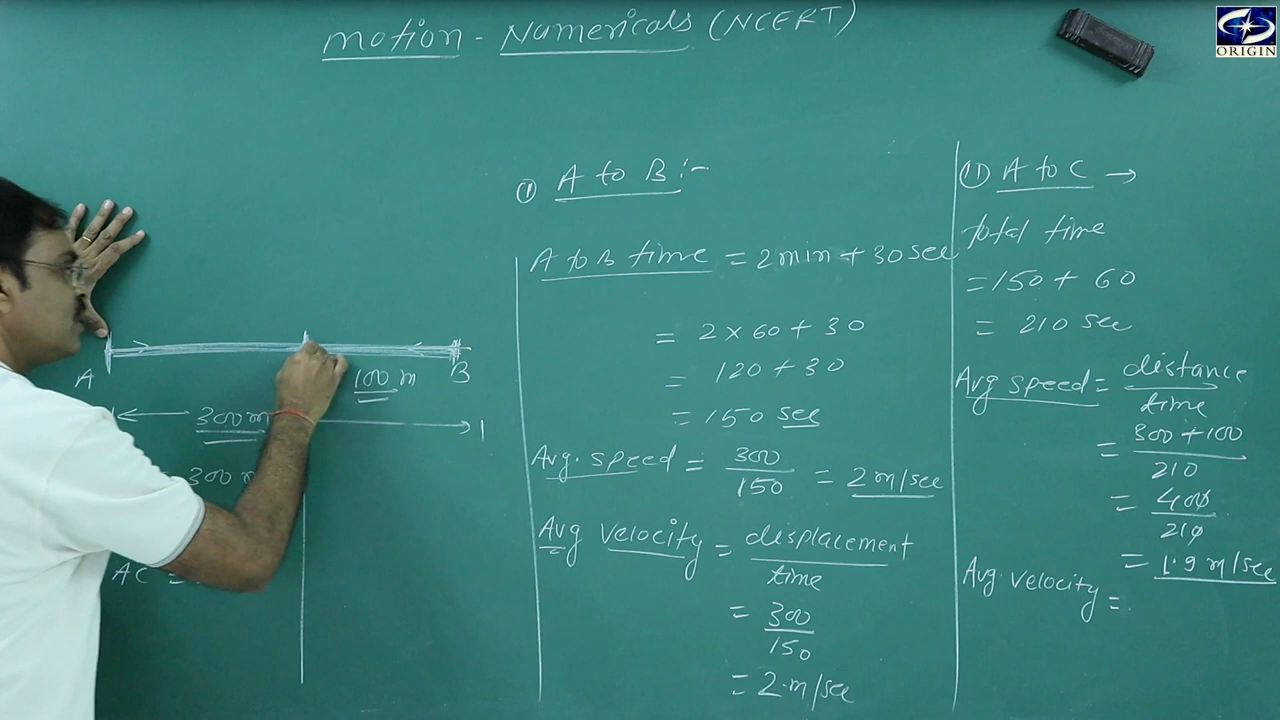 motion - Numericals (NCERT)
ORIGIN
A
B
100 m
300 m
300 m
AC =
① A to B :-
A to B time = 2 min + 30 sec
= 2 x 60 + 30
= 120 + 30
= 150 sec
Avg. speed = 300 / 150 = 2 m/sec
Avg velocity = displacement / time
= 300 / 150
= 2 m/sec
(1) A to C →
total time
= 150 + 60
= 210 sec
Avg speed = distance / time
= 300 + 100 / 210
= 400 / 210
= 1.9 m/sec
Avg. velocity =